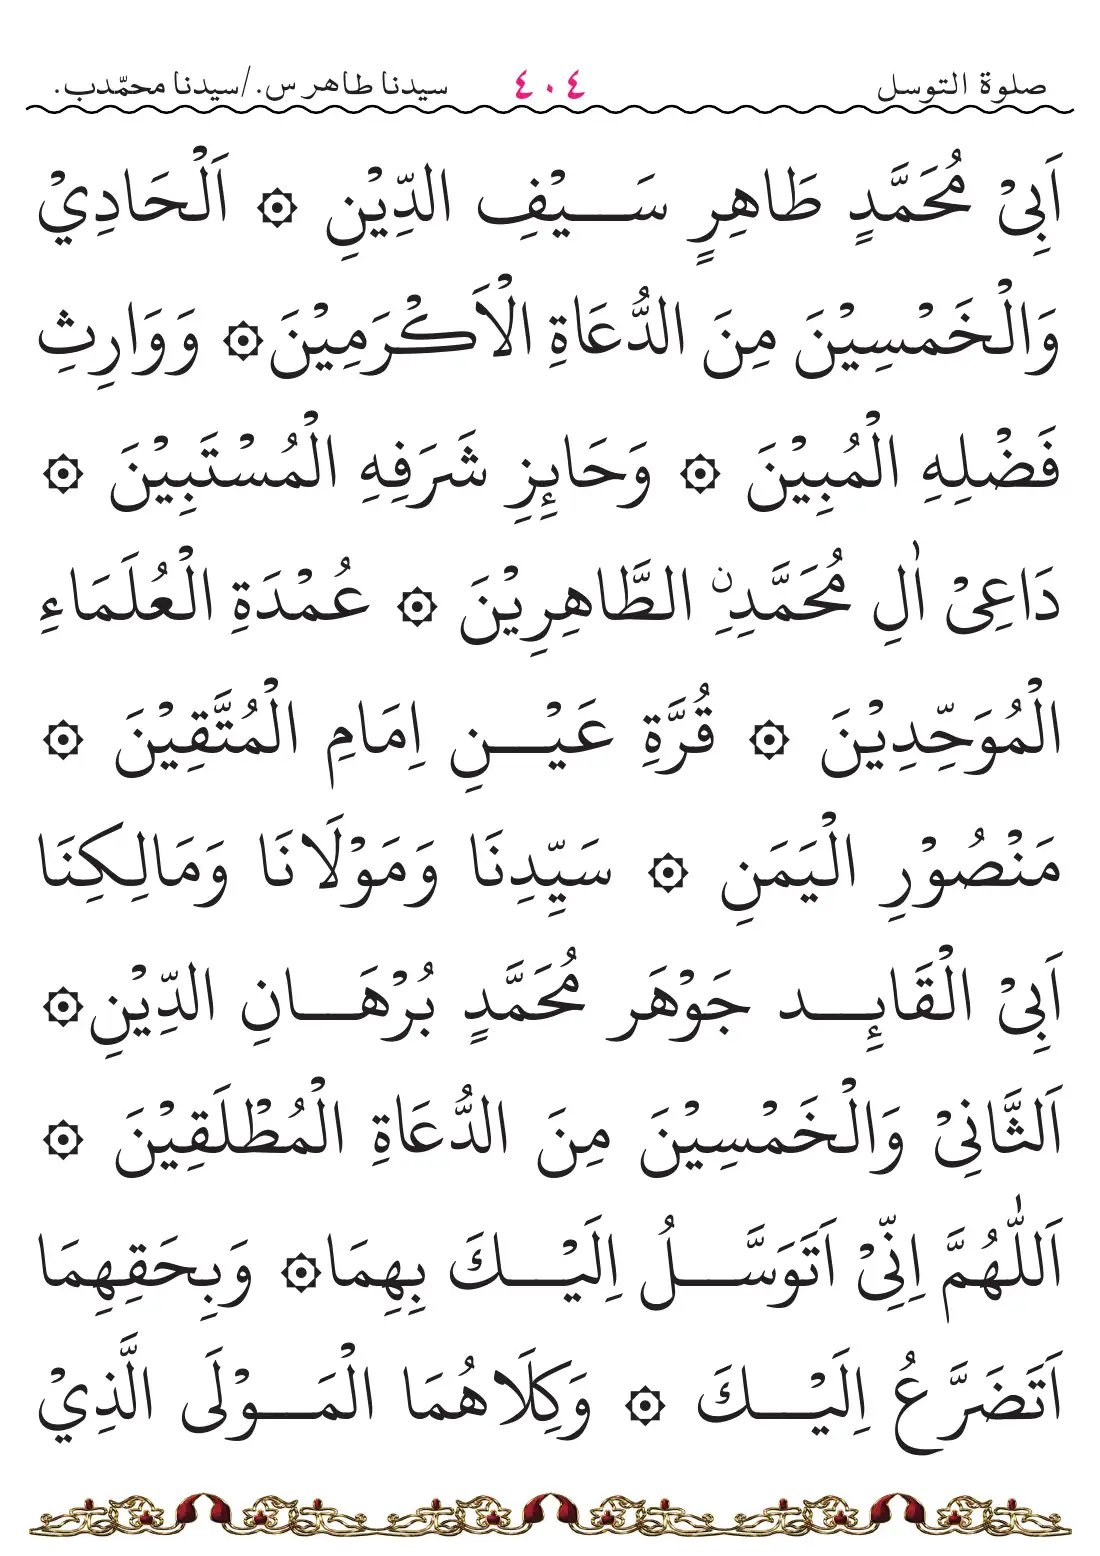 صلوة التوسل ٤٠٤ سيدنا طاهر س./سيدنا محمّدب.
اَبِيْ مُحَمَّدٍ طَاهِرٍ سَيْفِ الدِّيْنِ ۞ اَلْحَادِيْ
وَالْخَمْسِيْنَ مِنَ الدُّعَاةِ الْاَكْرَمِيْنَ ۞ وَوَارِثِ
فَضْلِهِ الْمُبِيْنَ ۞ وَحَايِٕزِ شَرَفِهِ الْمُسْتَبِيْنَ ۞
دَاعِيْ اٰلِ مُحَمَّدِنِ الطَّاهِرِيْنَ ۞ عُمْدَةِ الْعُلَمَاءِ
الْمُوَحِّدِيْنَ ۞ قُرَّةِ عَيْنِ اِمَامِ الْمُتَّقِيْنَ ۞
مَنْصُوْرِ الْيَمَنِ ۞ سَيِّدِنَا وَمَوْلَانَا وَمَالِكِنَا
اَبِيْ الْقَايِٕد جَوْهَر مُحَمَّدٍ بُرْهَانِ الدِّيْنِ ۞
اَلثَّانِيْ وَالْخَمْسِيْنَ مِنَ الدُّعَاةِ الْمُطْلَقِيْنَ ۞
اَللّٰهُمَّ اِنِّيْ اَتَوَسَّلُ اِلَيْكَ بِهِمَا ۞ وَبِحَقِهِمَا
اَتَضَرَّعُ اِلَيْكَ ۞ وَكِلَاهُمَا الْمَوْلَى الَّذِيْ